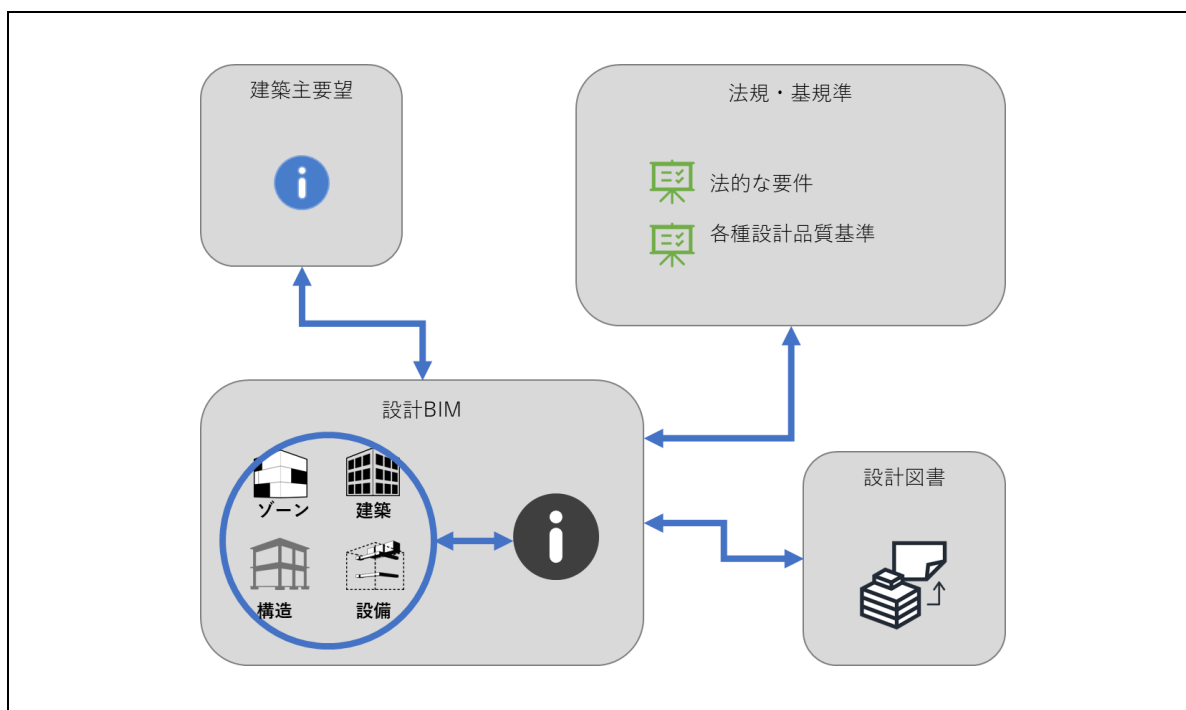 建築主要望
法規・基規準
法的な要件
各種設計品質基準
設計BIM
ゾーン
建築
構造
設備
設計図書